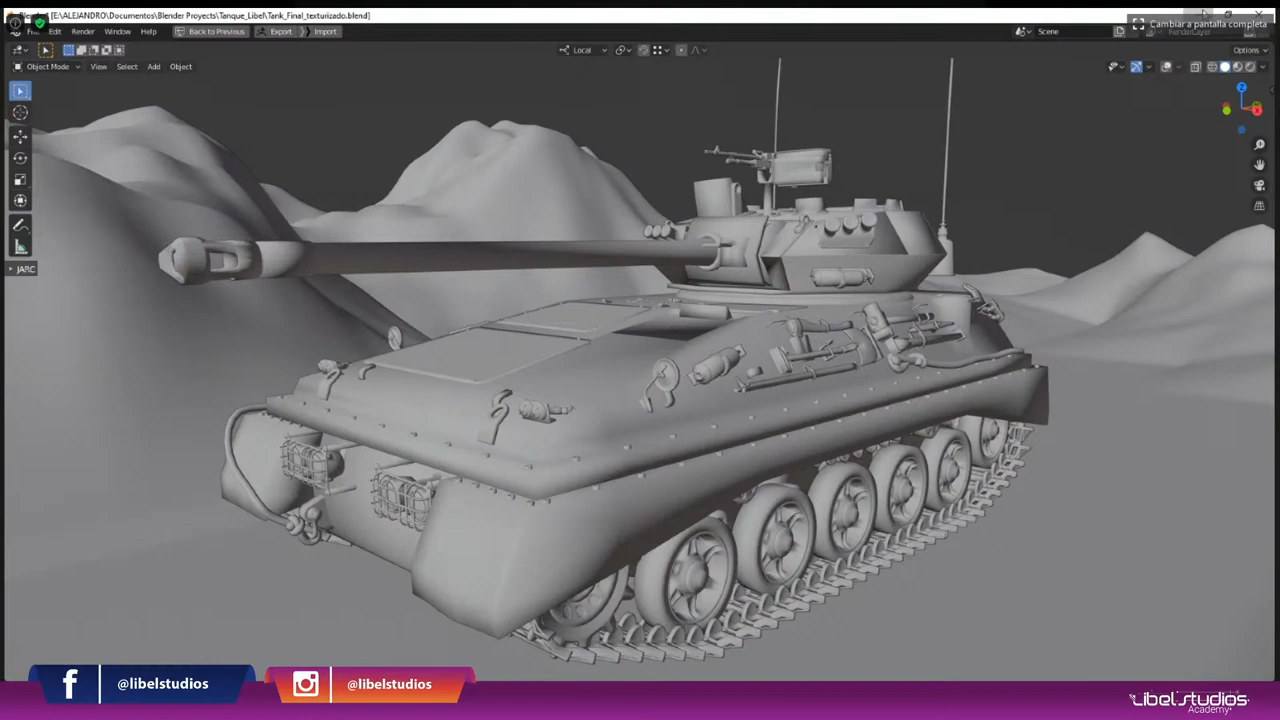 [E:\ALEJANDRO\Documentos\Blender Proyects\Tanque_Libel\Tank_Final_texturizado.blend]
Cambiar a pantalla completa
Edit Render Window Help Back to Previous Export Import
Scene
RenderLayer
Local
Options
Object Mode View Select Add Object
Z
JARC
@libelstudios
@libelstudios
Libel Studios
Academy